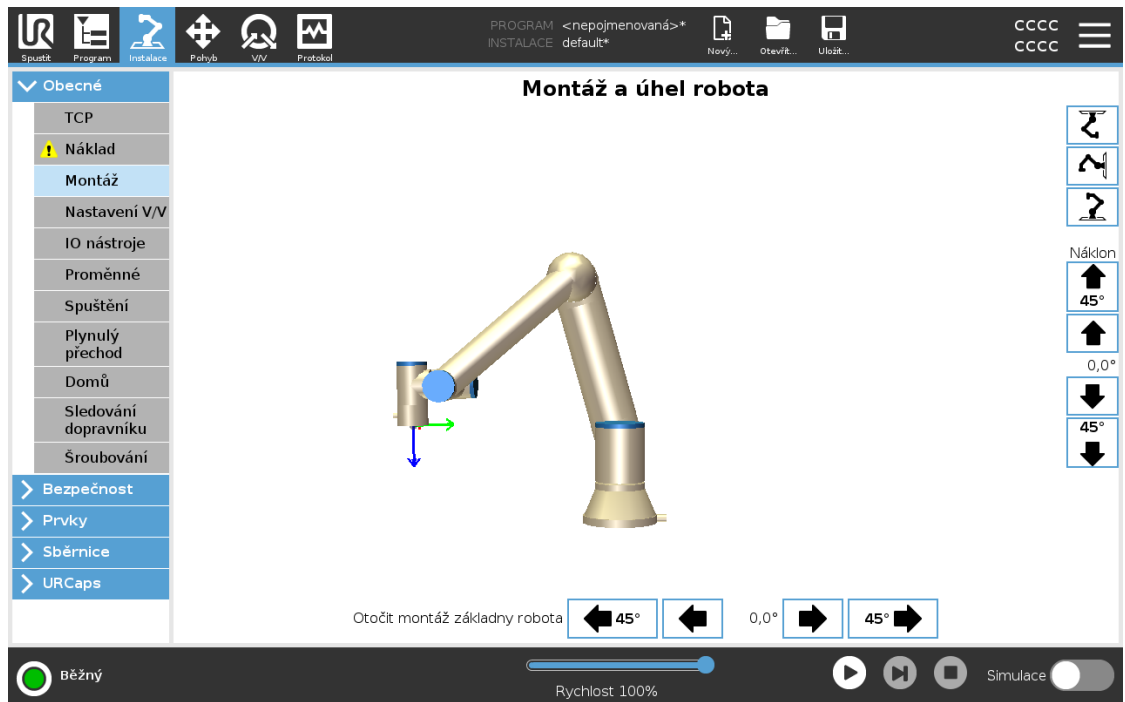 PROGRAM <nepojmenovaná>*
INSTALACE default*
CCCC
CCCC
Spustit
Program
Instalace
Pohyb
V/V
Protokol
Nový...
Otevřít...
Uložit...
Obecné
TCP
Náklad
Montáž
Nastavení V/V
IO nástroje
Proměnné
Spuštění
Plynulý
přechod
Domů
Sledování
dopravníku
Šroubování
Bezpečnost
Prvky
Sběrnice
URCaps
Montáž a úhel robota
Náklon
45°
0,0°
45°
Otočit montáž základny robota
45°
0,0°
45°
Běžný
Rychlost 100%
Simulace